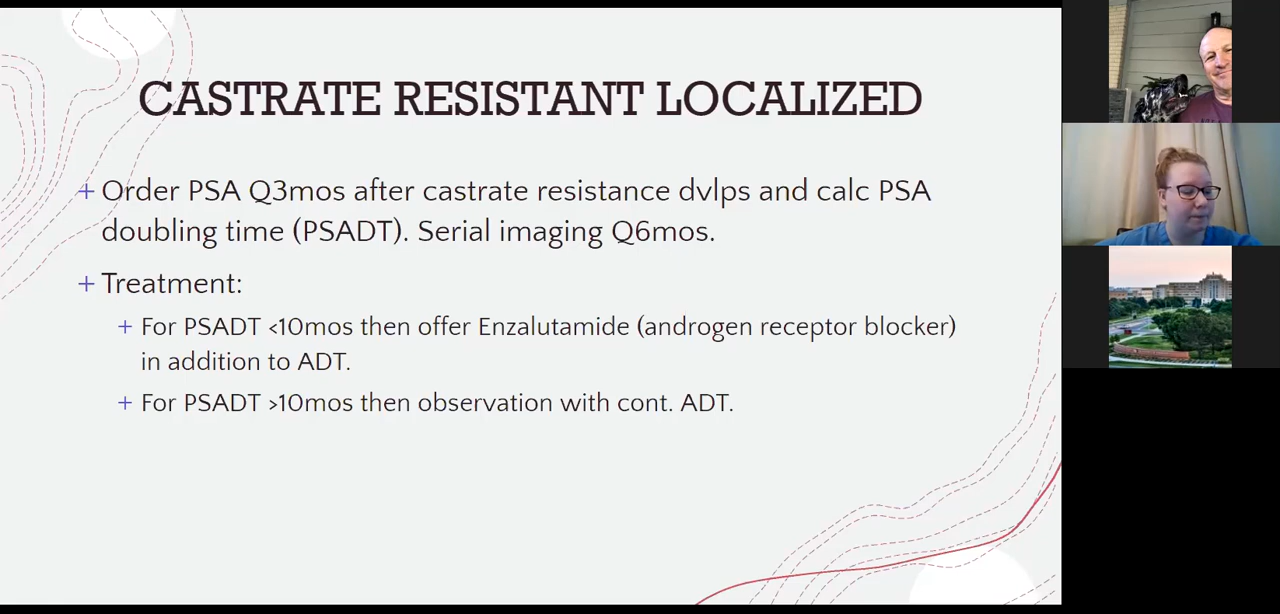 CASTRATE RESISTANT LOCALIZED
+ Order PSA Q3mos after castrate resistance dvlps and calc PSA
doubling time (PSADT). Serial imaging Q6mos.
+ Treatment:
+ For PSADT <10mos then offer Enzalutamide (androgen receptor blocker)
in addition to ADT.
+ For PSADT >10mos then observation with cont. ADT.